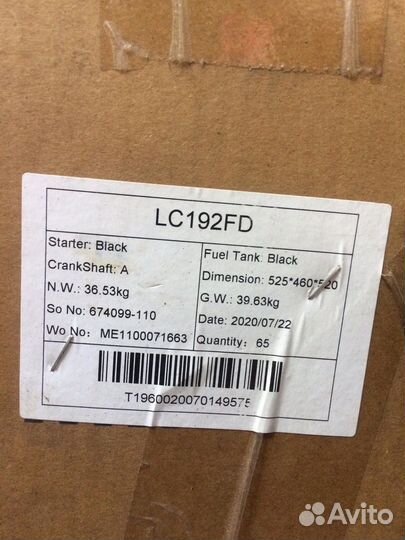 LC192FD
Starter: Black
Fuel Tank: Black
CrankShaft: A
Dimension: 525*460*520
N.W.: 36.53kg
G.W.: 39.63kg
So No: 674099-110
Date: 2020/07/22
Wo No: ME1100071663
Quantity: 65
T1960020070149575
Avito